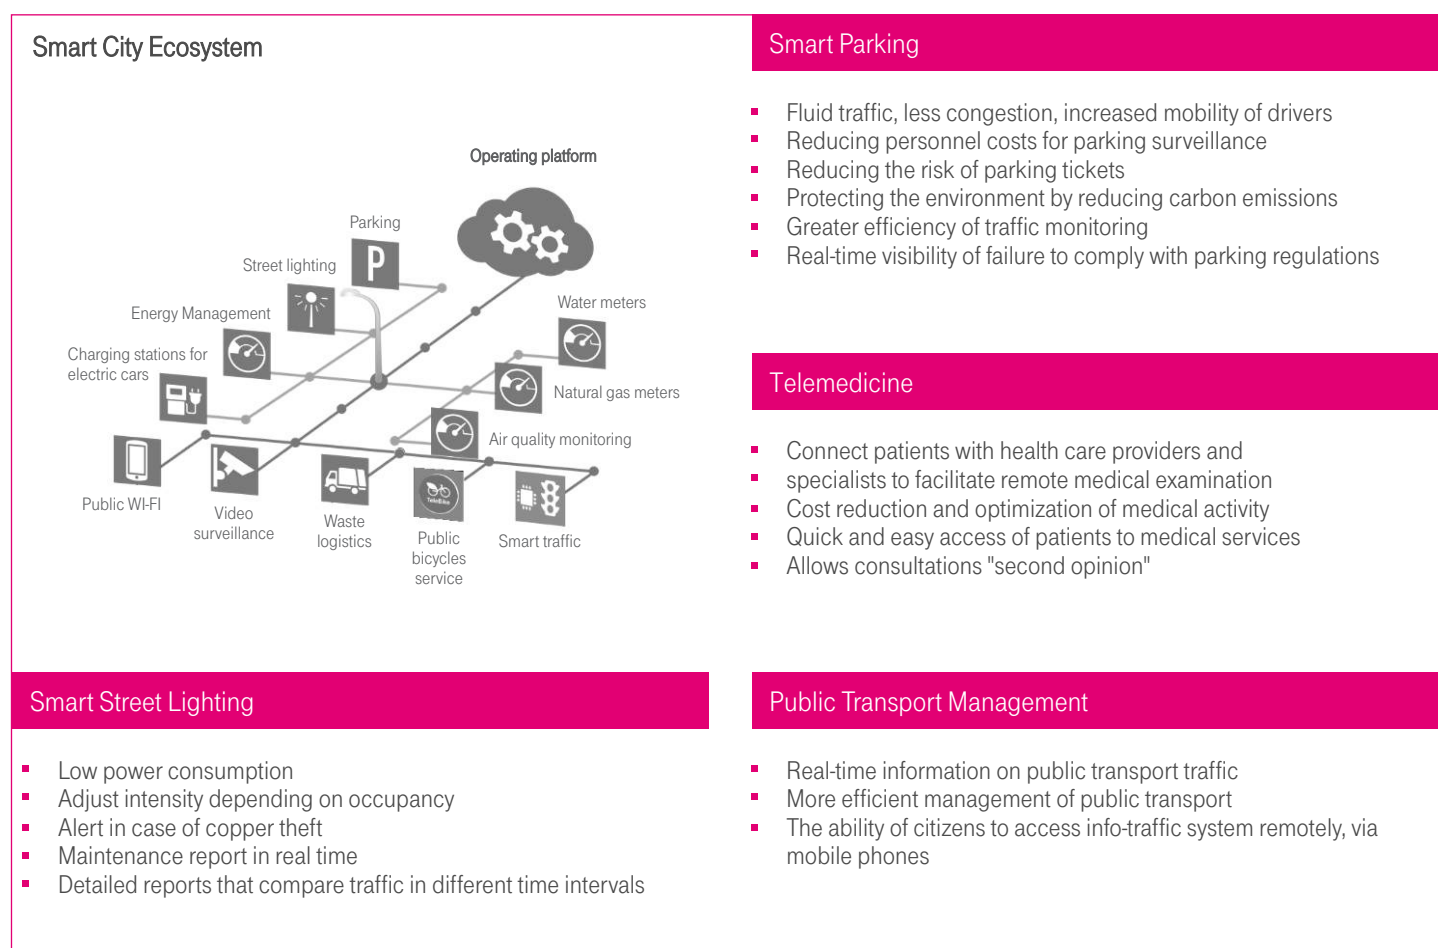 Smart City Ecosystem
Operating platform
Parking
P
Street lighting
Water meters
Energy Management
Charging stations for
electric cars
Natural gas meters
Air quality monitoring
Public WI-FI
Video
surveillance
Waste
logistics
TeleBike
Public
bicycles
service
Smart traffic
Smart Parking
Fluid traffic, less congestion, increased mobility of drivers
Reducing personnel costs for parking surveillance
Reducing the risk of parking tickets
Protecting the environment by reducing carbon emissions
Greater efficiency of traffic monitoring
Real-time visibility of failure to comply with parking regulations
Telemedicine
Connect patients with health care providers and
specialists to facilitate remote medical examination
Cost reduction and optimization of medical activity
Quick and easy access of patients to medical services
Allows consultations "second opinion"
Smart Street Lighting
Low power consumption
Adjust intensity depending on occupancy
Alert in case of copper theft
Maintenance report in real time
Detailed reports that compare traffic in different time intervals
Public Transport Management
Real-time information on public transport traffic
More efficient management of public transport
The ability of citizens to access info-traffic system remotely, via
mobile phones